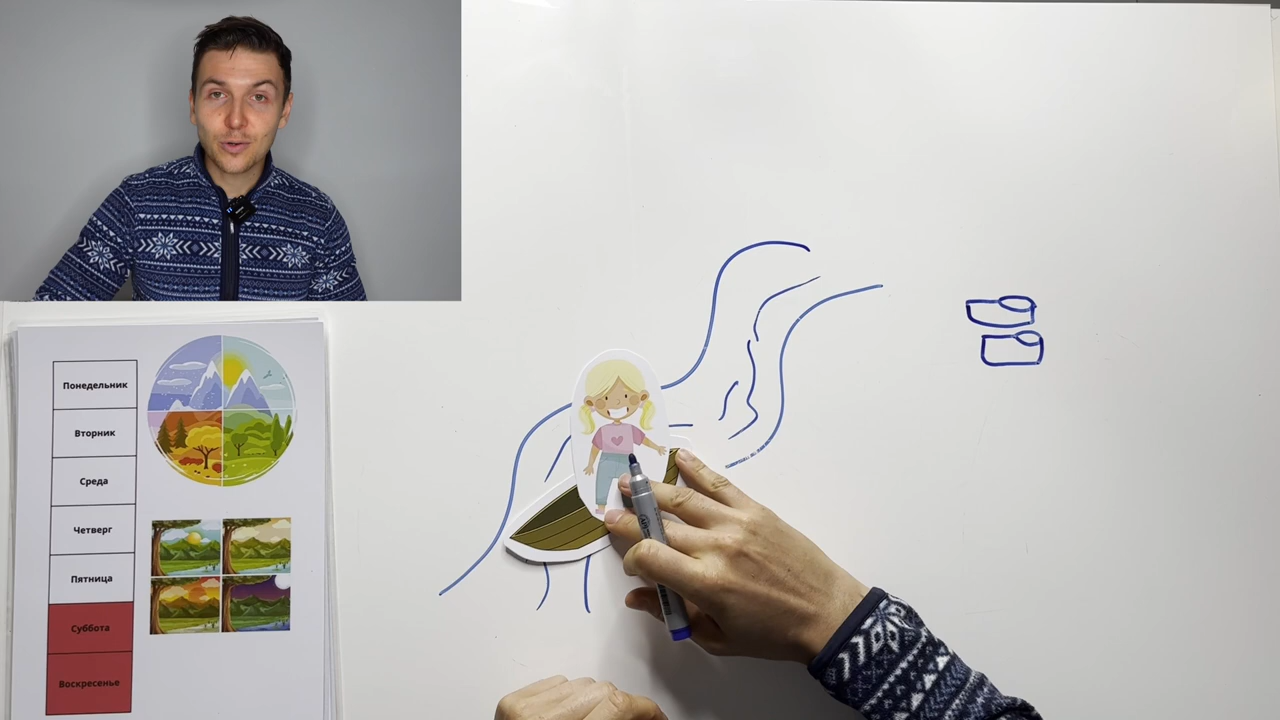 Понедельник
Вторник
Среда
Четверг
Пятница
Суббота
Воскресенье